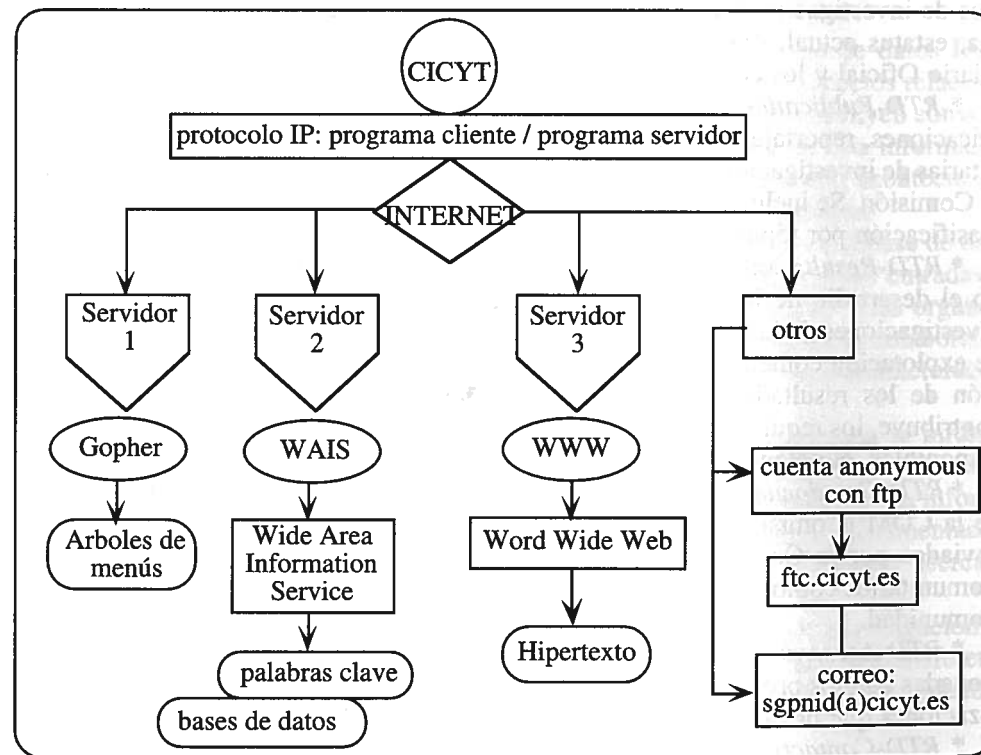 CICYT
protocolo IP: programa cliente / programa servidor
INTERNET
Servidor
1
Servidor
2
Servidor
3
otros
Gopher
WAIS
WWW
cuenta anonymous
con ftp
Arboles de
menús
Wide Area
Information
Service
Word Wide Web
ftc.cicyt.es
palabras clave
bases de datos
Hipertexto
correo:
sgpnid(a)cicyt.es